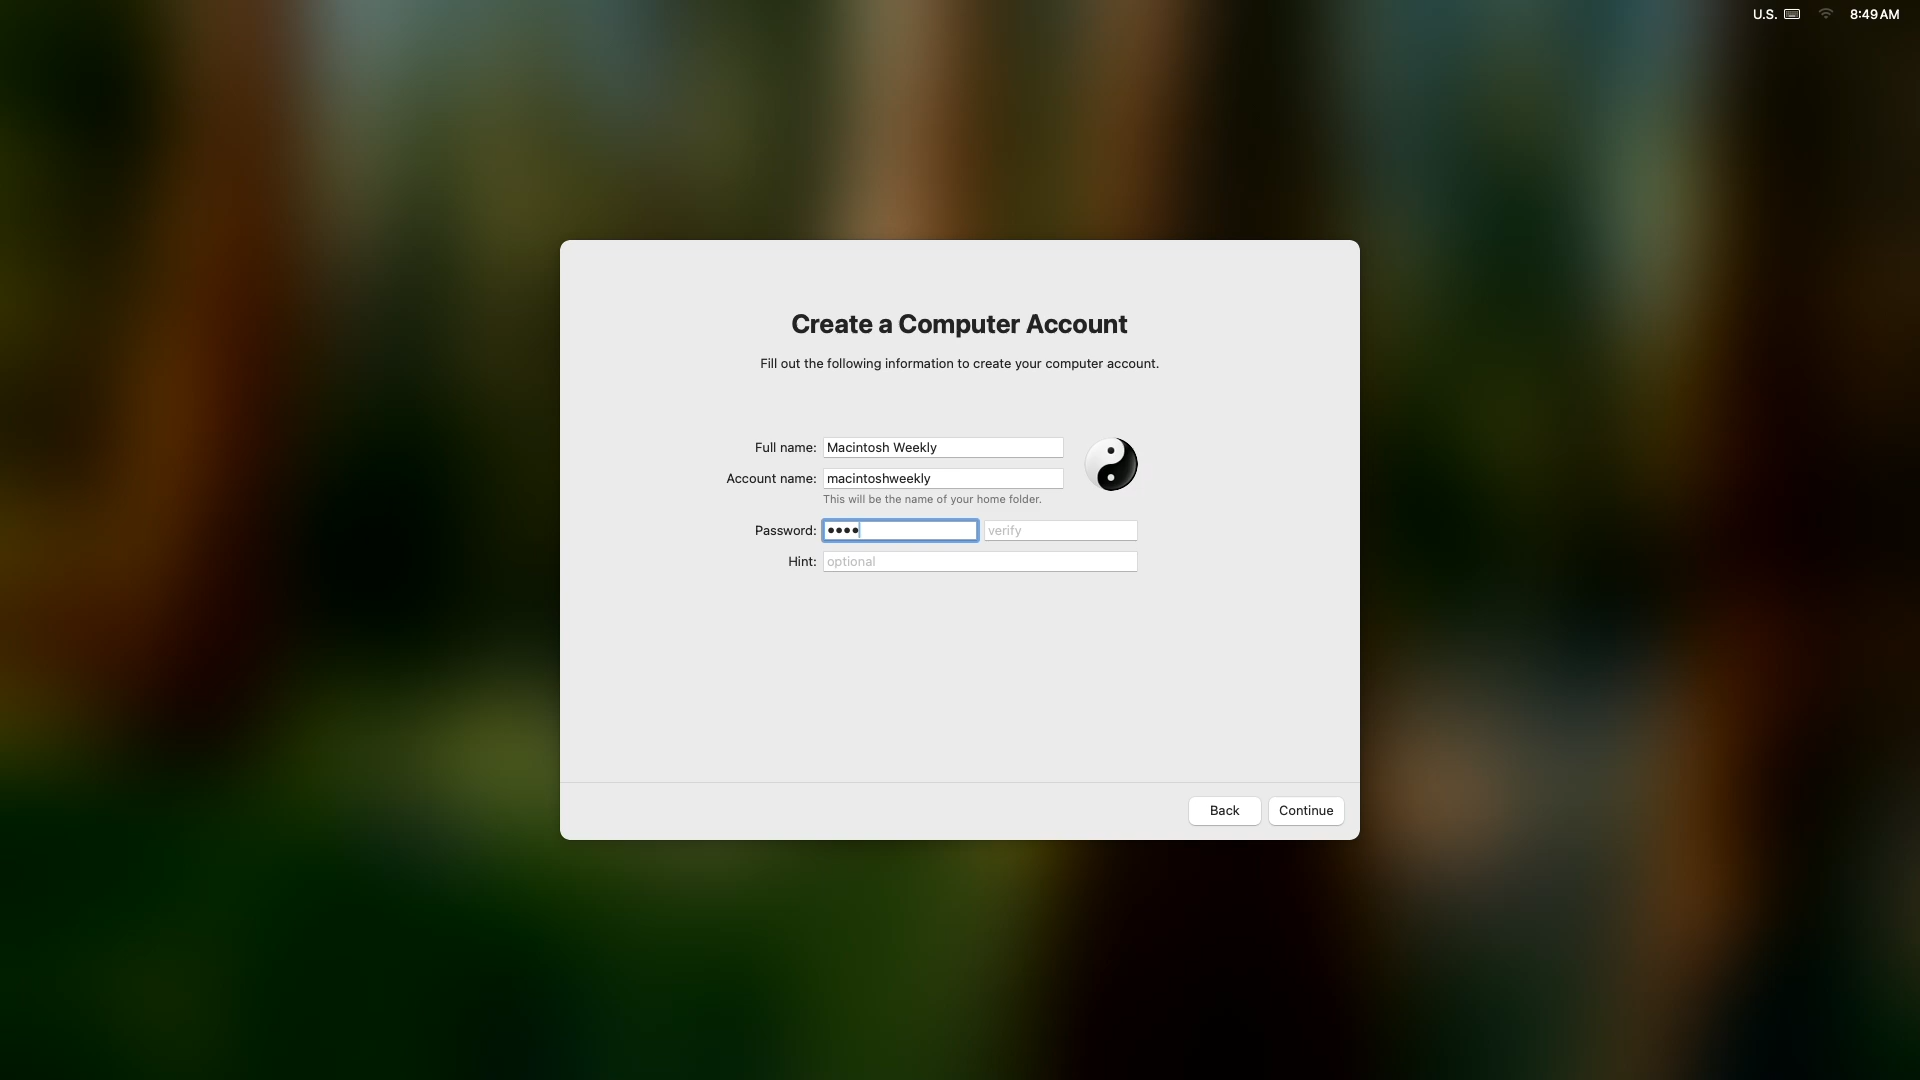 U.S. 8:49 AM
Create a Computer Account
Fill out the following information to create your computer account.
Full name: Macintosh Weekly
Account name: macintoshweekly
This will be the name of your home folder.
Password: •••• verify
Hint: optional
Back Continue